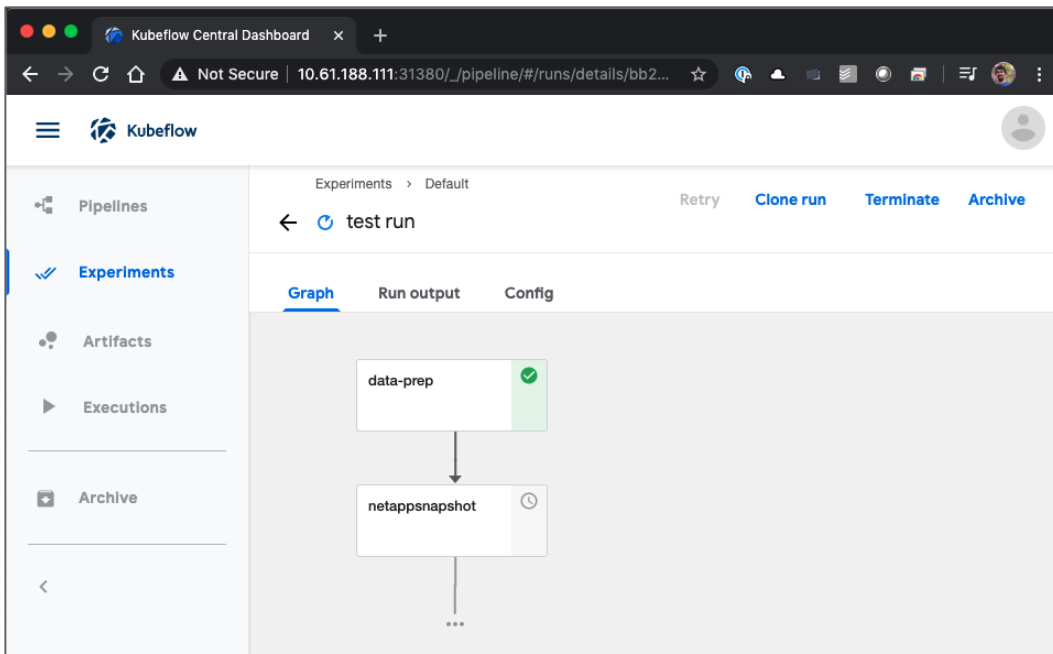 Kubeflow Central Dashboard
Not Secure | 10.61.188.111:31380/_/pipeline/#/runs/details/bb2...
Kubeflow
Experiments > Default
Pipelines
Retry
Clone run
Terminate
Archive
test run
Experiments
Graph
Run output
Config
Artifacts
data-prep
Executions
Archive
netappsnapshot
...